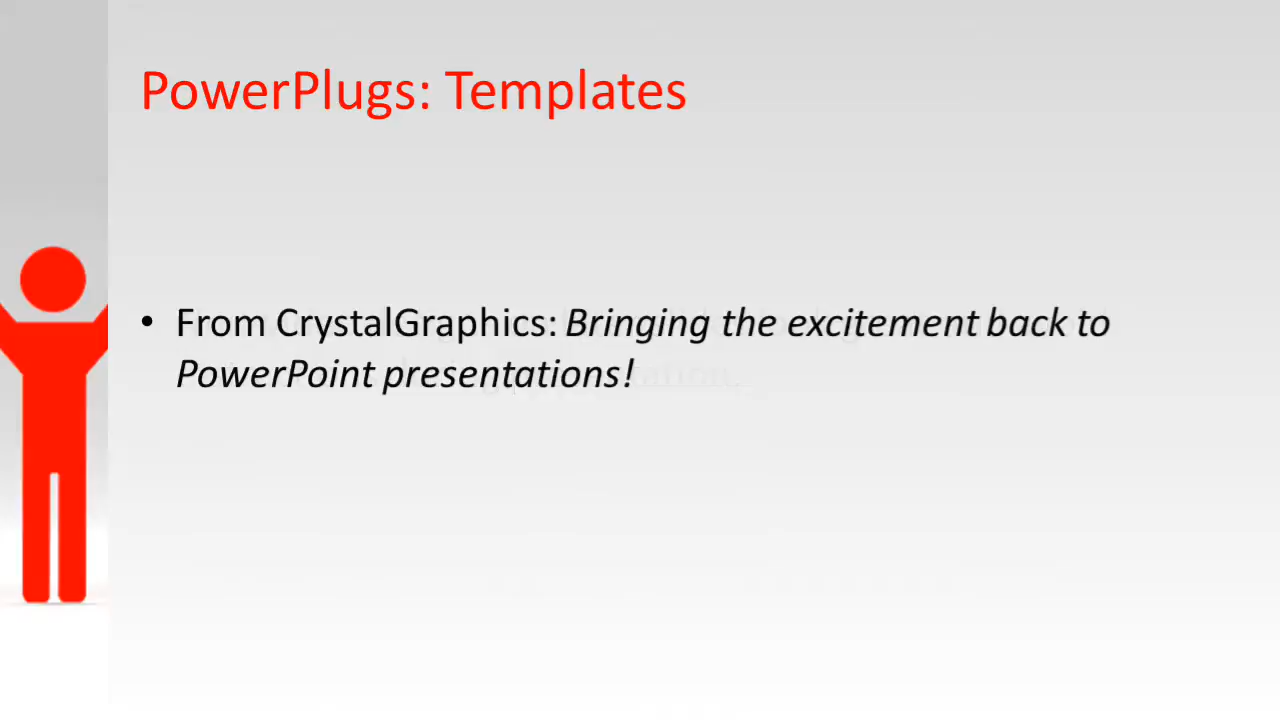 PowerPlugs: Templates
• From CrystalGraphics: Bringing the excitement back to
PowerPoint presentations!